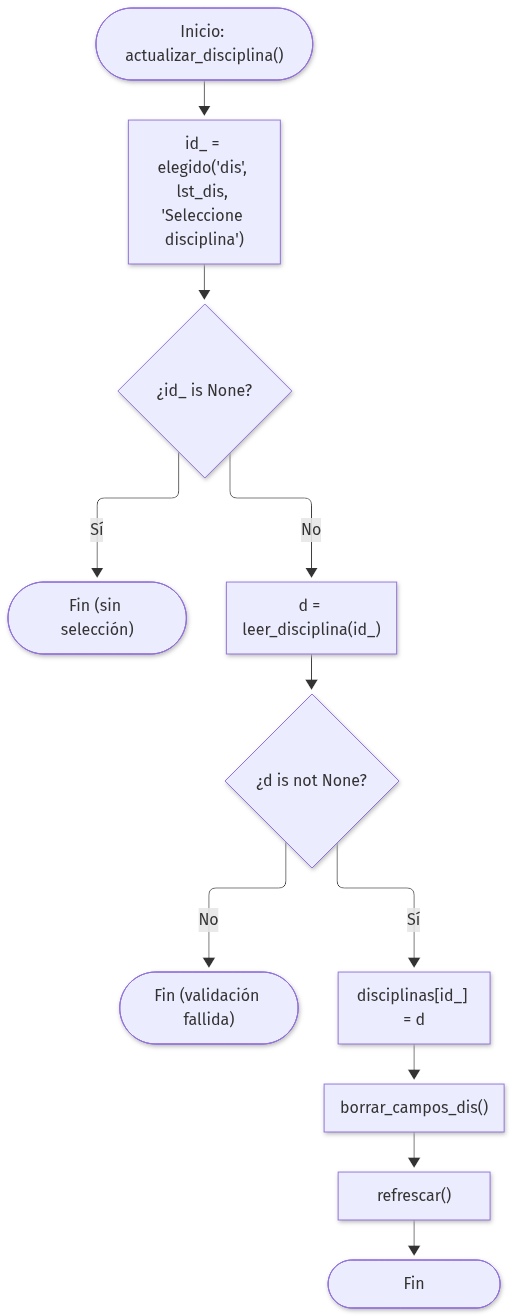 Inicio:
actualizar_disciplina()
id_ =
elegido('dis',
lst_dis,
'Seleccione
disciplina')
¿id_ is None?
Sí
No
Fin (sin
selección)
d =
leer_disciplina(id_)
¿d is not None?
No
Sí
Fin (validación
fallida)
disciplinas[id_]
= d
borrar_campos_dis()
refrescar()
Fin